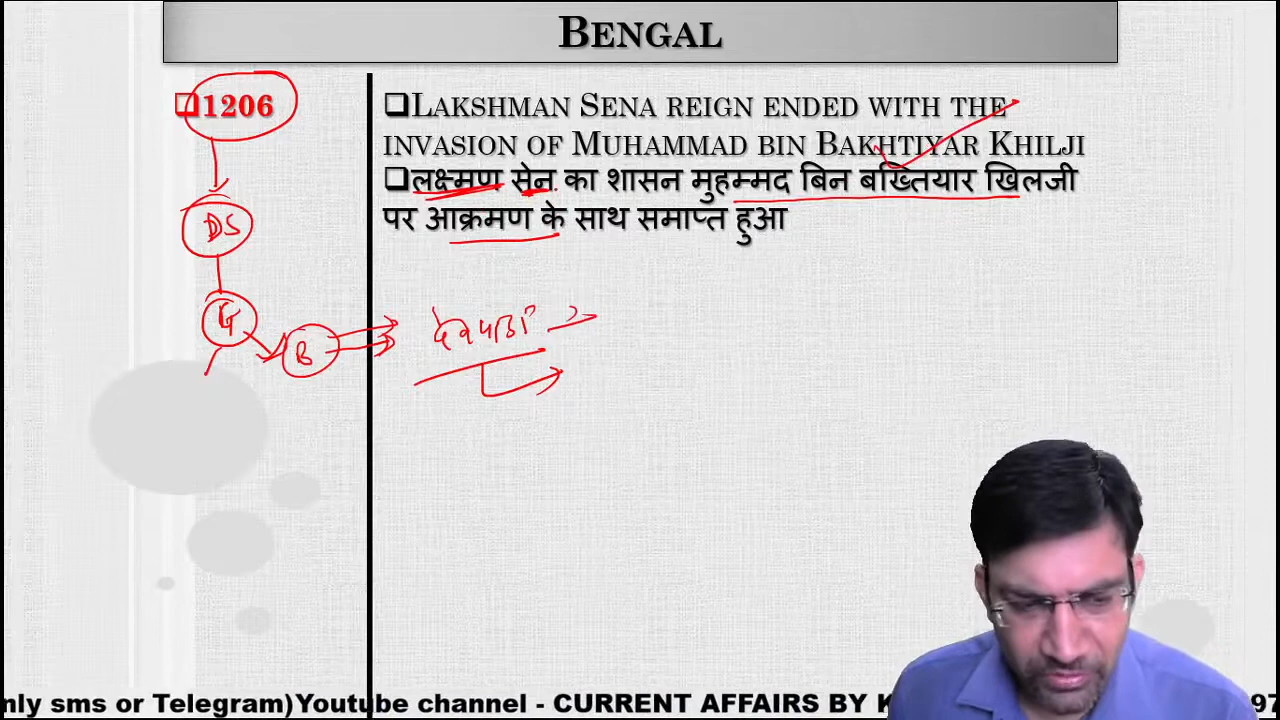 BENGAL
❑1206
❑LAKSHMAN SENA REIGN ENDED WITH THE
INVASION OF MUHAMMAD BIN BAKHTIYAR KHILJI
❑लक्ष्मण सेन का शासन मुहम्मद बिन बख्तियार खिलजी
पर आक्रमण के साथ समाप्त हुआ
DS
B
nly sms or Telegram)Youtube channel - CURRENT AFFAIRS BY K
97